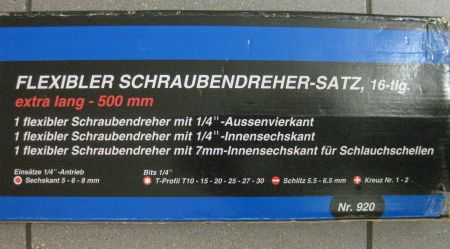 FLEXIBLER SCHRAUBENDREHER-SATZ, 16-tlg.
extra lang - 500 mm
1 flexibler Schraubendreher mit 1/4"-Aussenvierkant
1 flexibler Schraubendreher mit 1/4"-Innensechskant
1 flexibler Schraubendreher mit 7mm-Innensechskant für Schlauchschellen
Einsätze 1/4"-Antrieb Bits 1/4"
Sechskant 5 - 6 - 8 mm T-Profil T10 - 15 - 20 - 25 - 27 - 30 Schlitz 5.5 - 6.5 mm Kreuz Nr. 1 - 2
Nr. 920